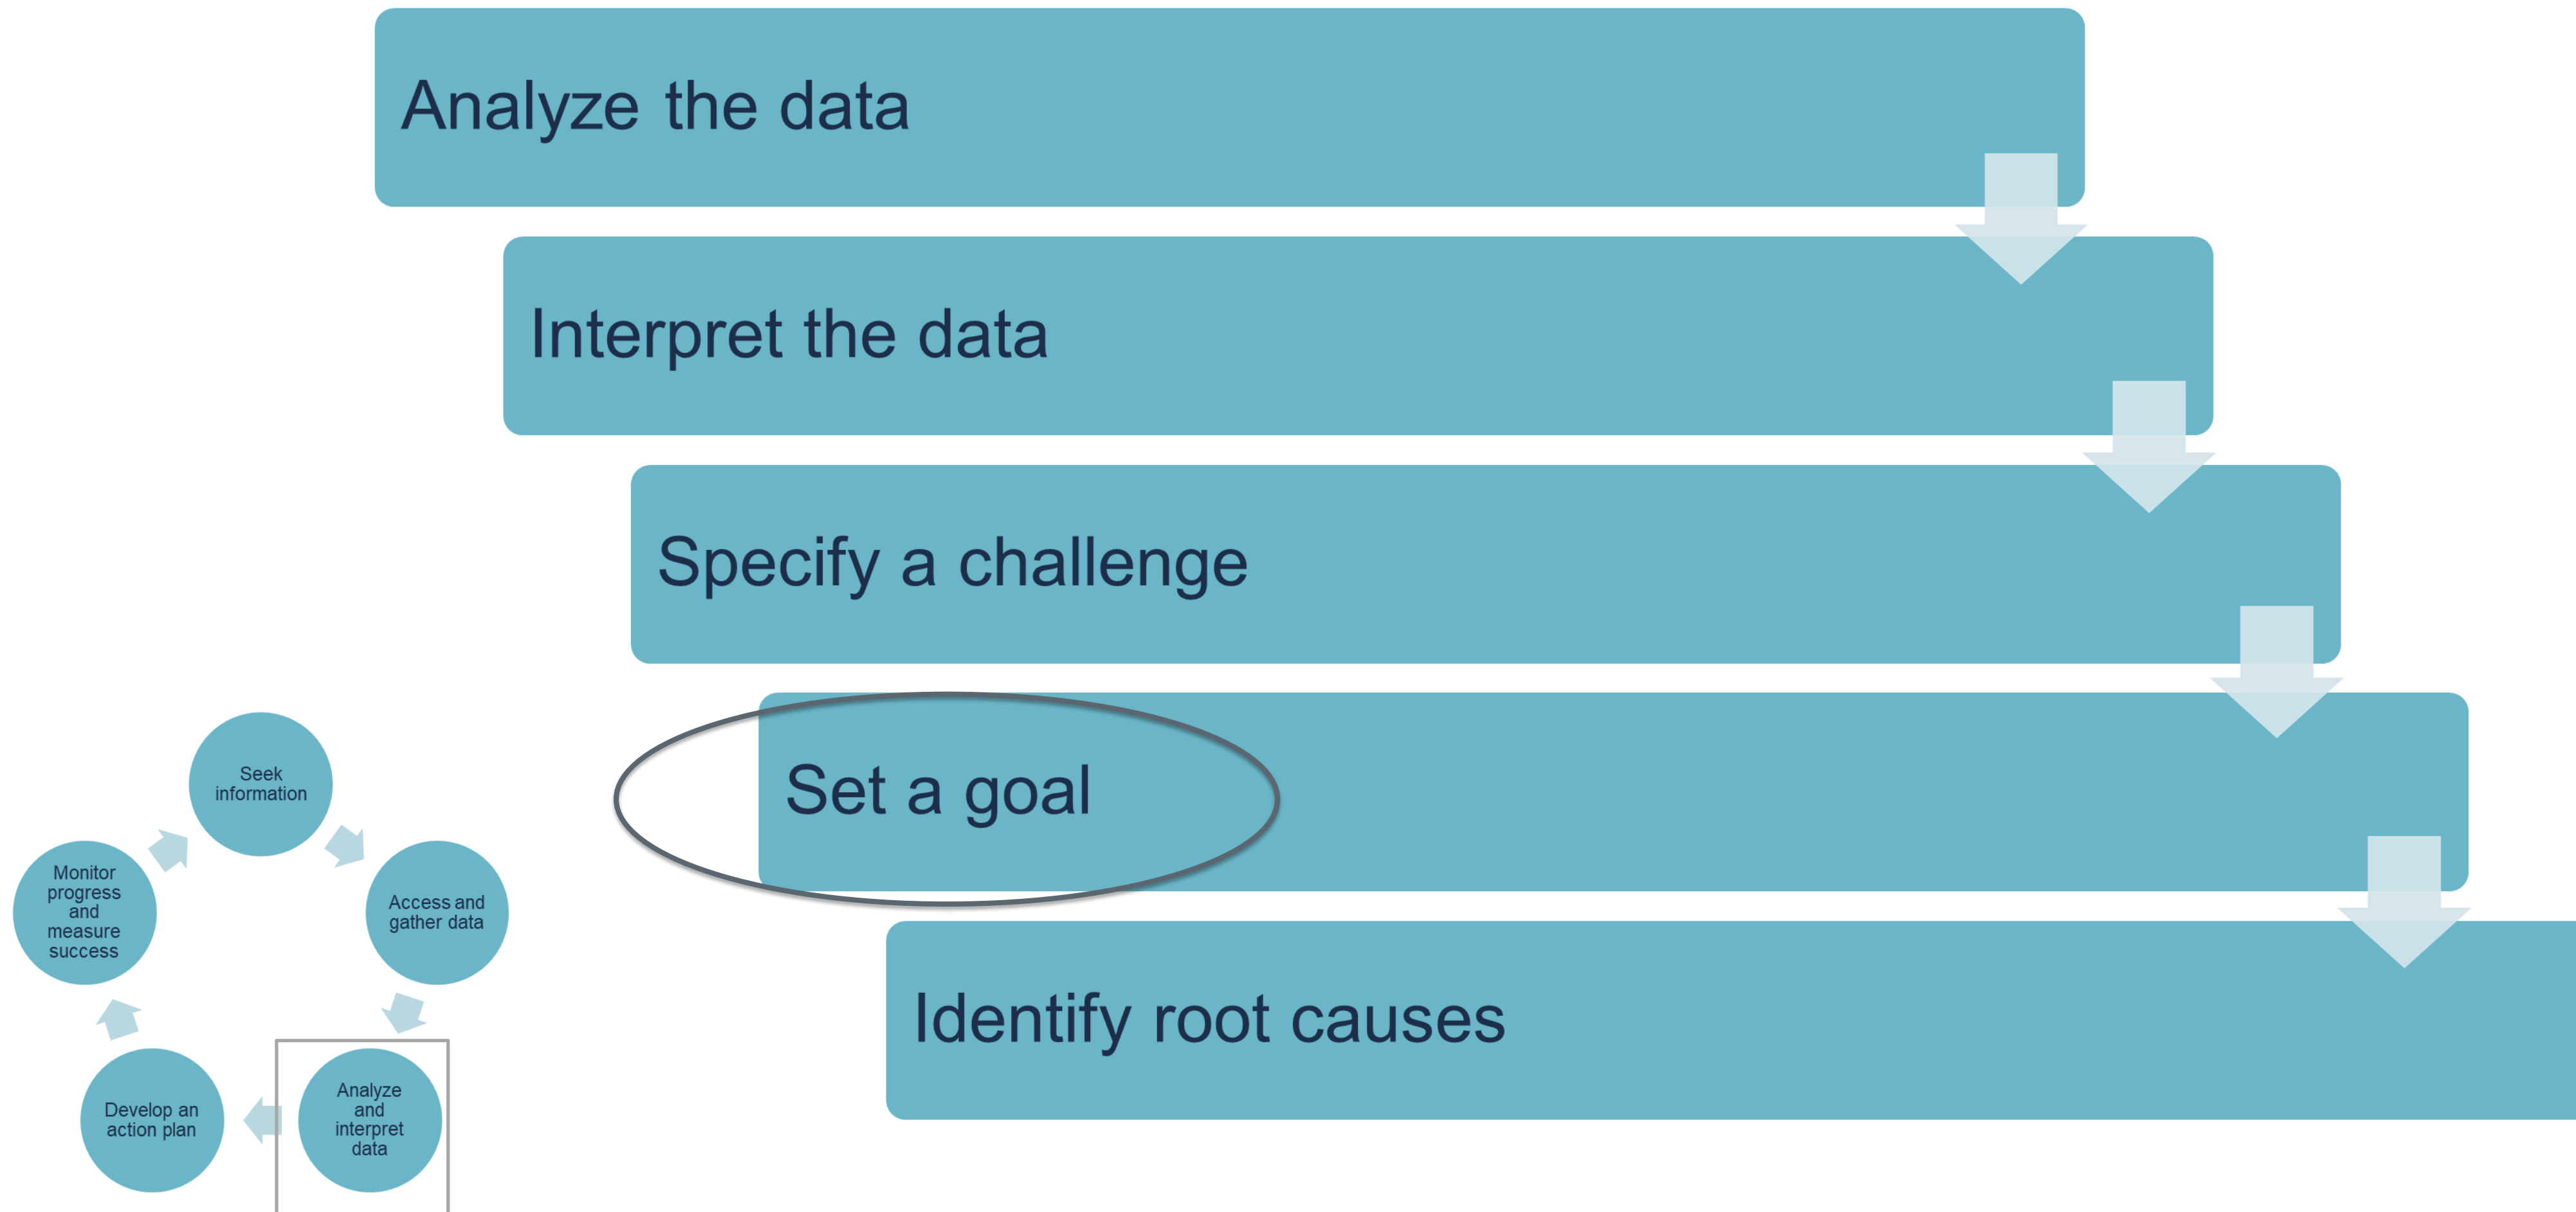 Analyze the data
Interpret the data
Specify a challenge
Set a goal
Identify root causes
Seek
information
Access and
gather data
Analyze
and
interpret
data
Develop an
action plan
Monitor
progress
and
measure
success